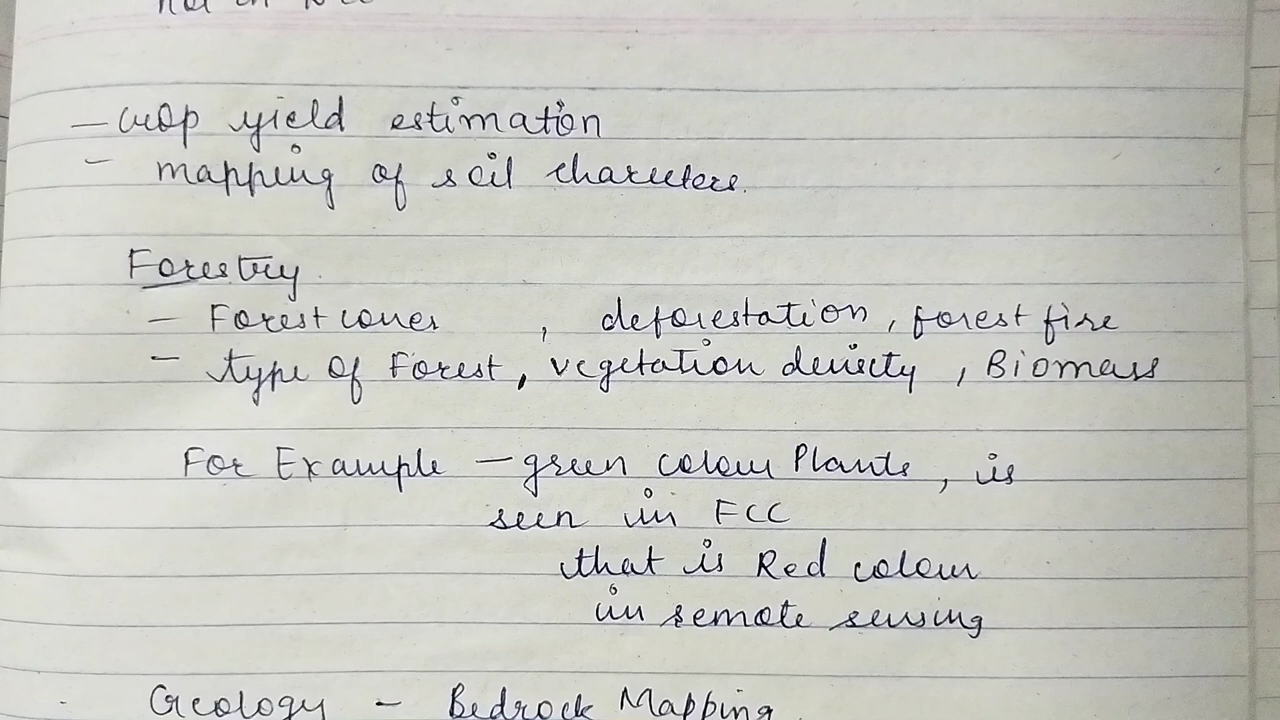 - crop yield estimation
- mapping of soil charecters.
Forestry
- Forest cover , deforestation, forest fire
- type of Forest, vegetation density, Biomass
For Example - green colour Plants, is
seen in FCC
that is Red colour
in remote sensing
Geology - Bedrock Mapping